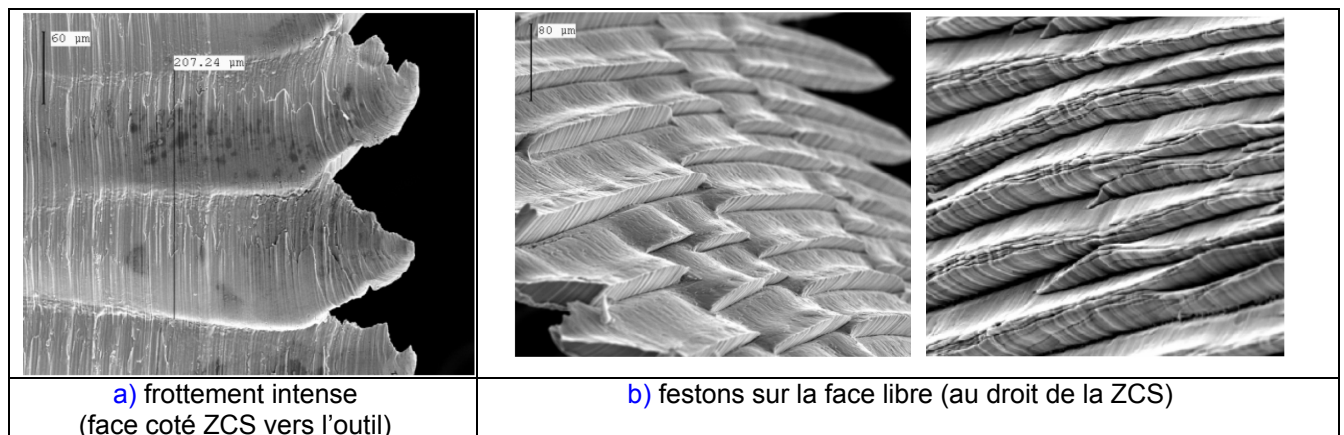 60 µm
207.24 µm
80 µm
a) frottement intense
(face coté ZCS vers l'outil)
b) festons sur la face libre (au droit de la ZCS)